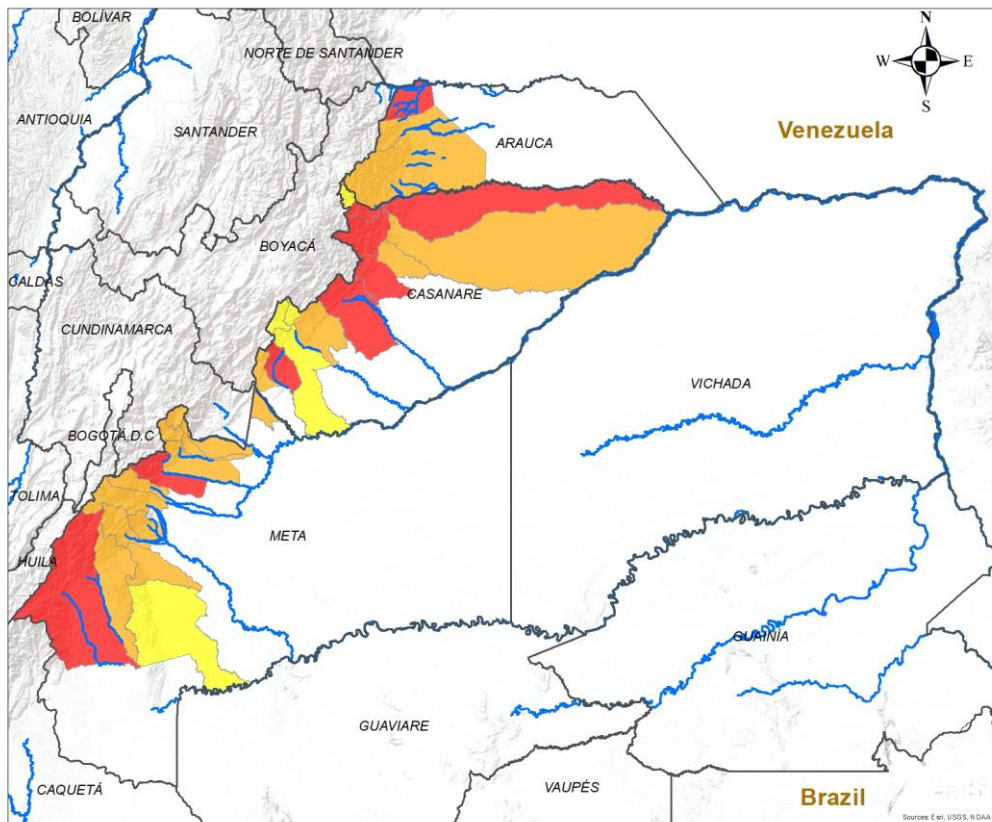 BOLÍVAR
N
NORTE DE SANTANDER
W E
S
ANTIOQUIA
SANTANDER
Venezuela
ARAUCA
BOYACÁ
CALDAS
CASANARE
CUNDINAMARCA
VICHADA
BOGOTÁ D.C
TOLIMA
META
HUILA
GUAINÍA
GUAVIARE
CAQUETÁ
VAUPÉS
Brazil
Sources: Esri, USGS, NOAA